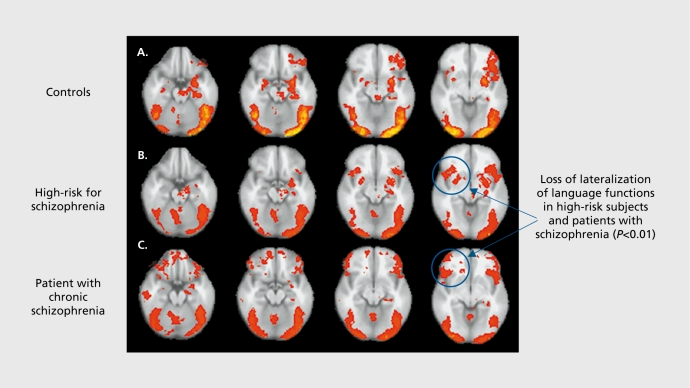 A.
Controls
B.
High-risk for
schizophrenia
Loss of lateralization
of language functions
in high-risk subjects
and patients with
schizophrenia (P<0.01)
C.
Patient with
chronic
schizophrenia